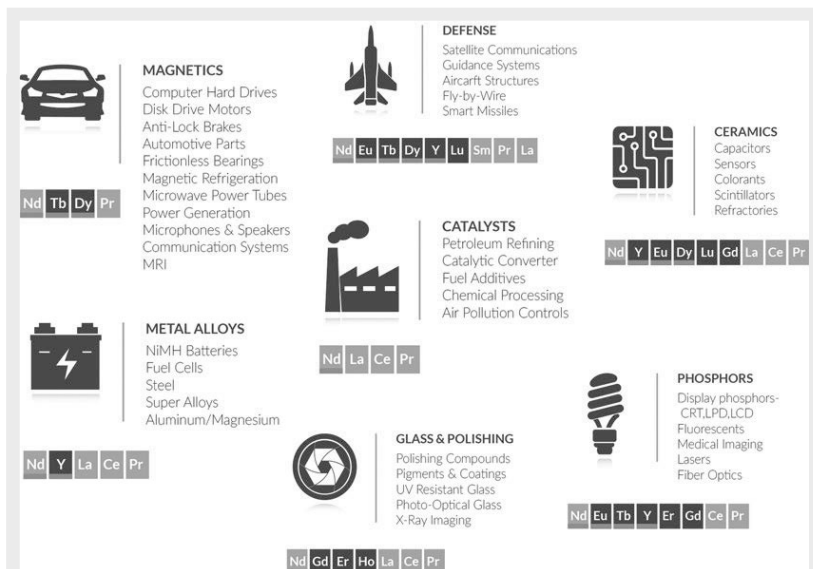 MAGNETICS
Computer Hard Drives
Disk Drive Motors
Anti-Lock Brakes
Automotive Parts
Frictionless Bearings
Magnetic Refrigeration
Microwave Power Tubes
Power Generation
Microphones & Speakers
Communication Systems
MRI
Nd Tb Dy Pr
DEFENSE
Satellite Communications
Guidance Systems
Aircarft Structures
Fly-by-Wire
Smart Missiles
Nd Eu Tb Dy Y Lu Sm Pr La
CERAMICS
Capacitors
Sensors
Colorants
Scintillators
Refractories
Nd Y Eu Dy Lu Gd La Ce Pr
CATALYSTS
Petroleum Refining
Catalytic Converter
Fuel Additives
Chemical Processing
Air Pollution Controls
Nd La Ce Pr
METAL ALLOYS
NiMH Batteries
Fuel Cells
Steel
Super Alloys
Aluminum/Magnesium
Nd Y La Ce Pr
GLASS & POLISHING
Polishing Compounds
Pigments & Coatings
UV Resistant Glass
Photo-Optical Glass
X-Ray Imaging
Nd Gd Er Ho La Ce Pr
PHOSPHORS
Display phosphors-
CRT,LPD,LCD
Fluorescents
Medical Imaging
Lasers
Fiber Optics
Nd Eu Tb Y Er Gd Ce Pr